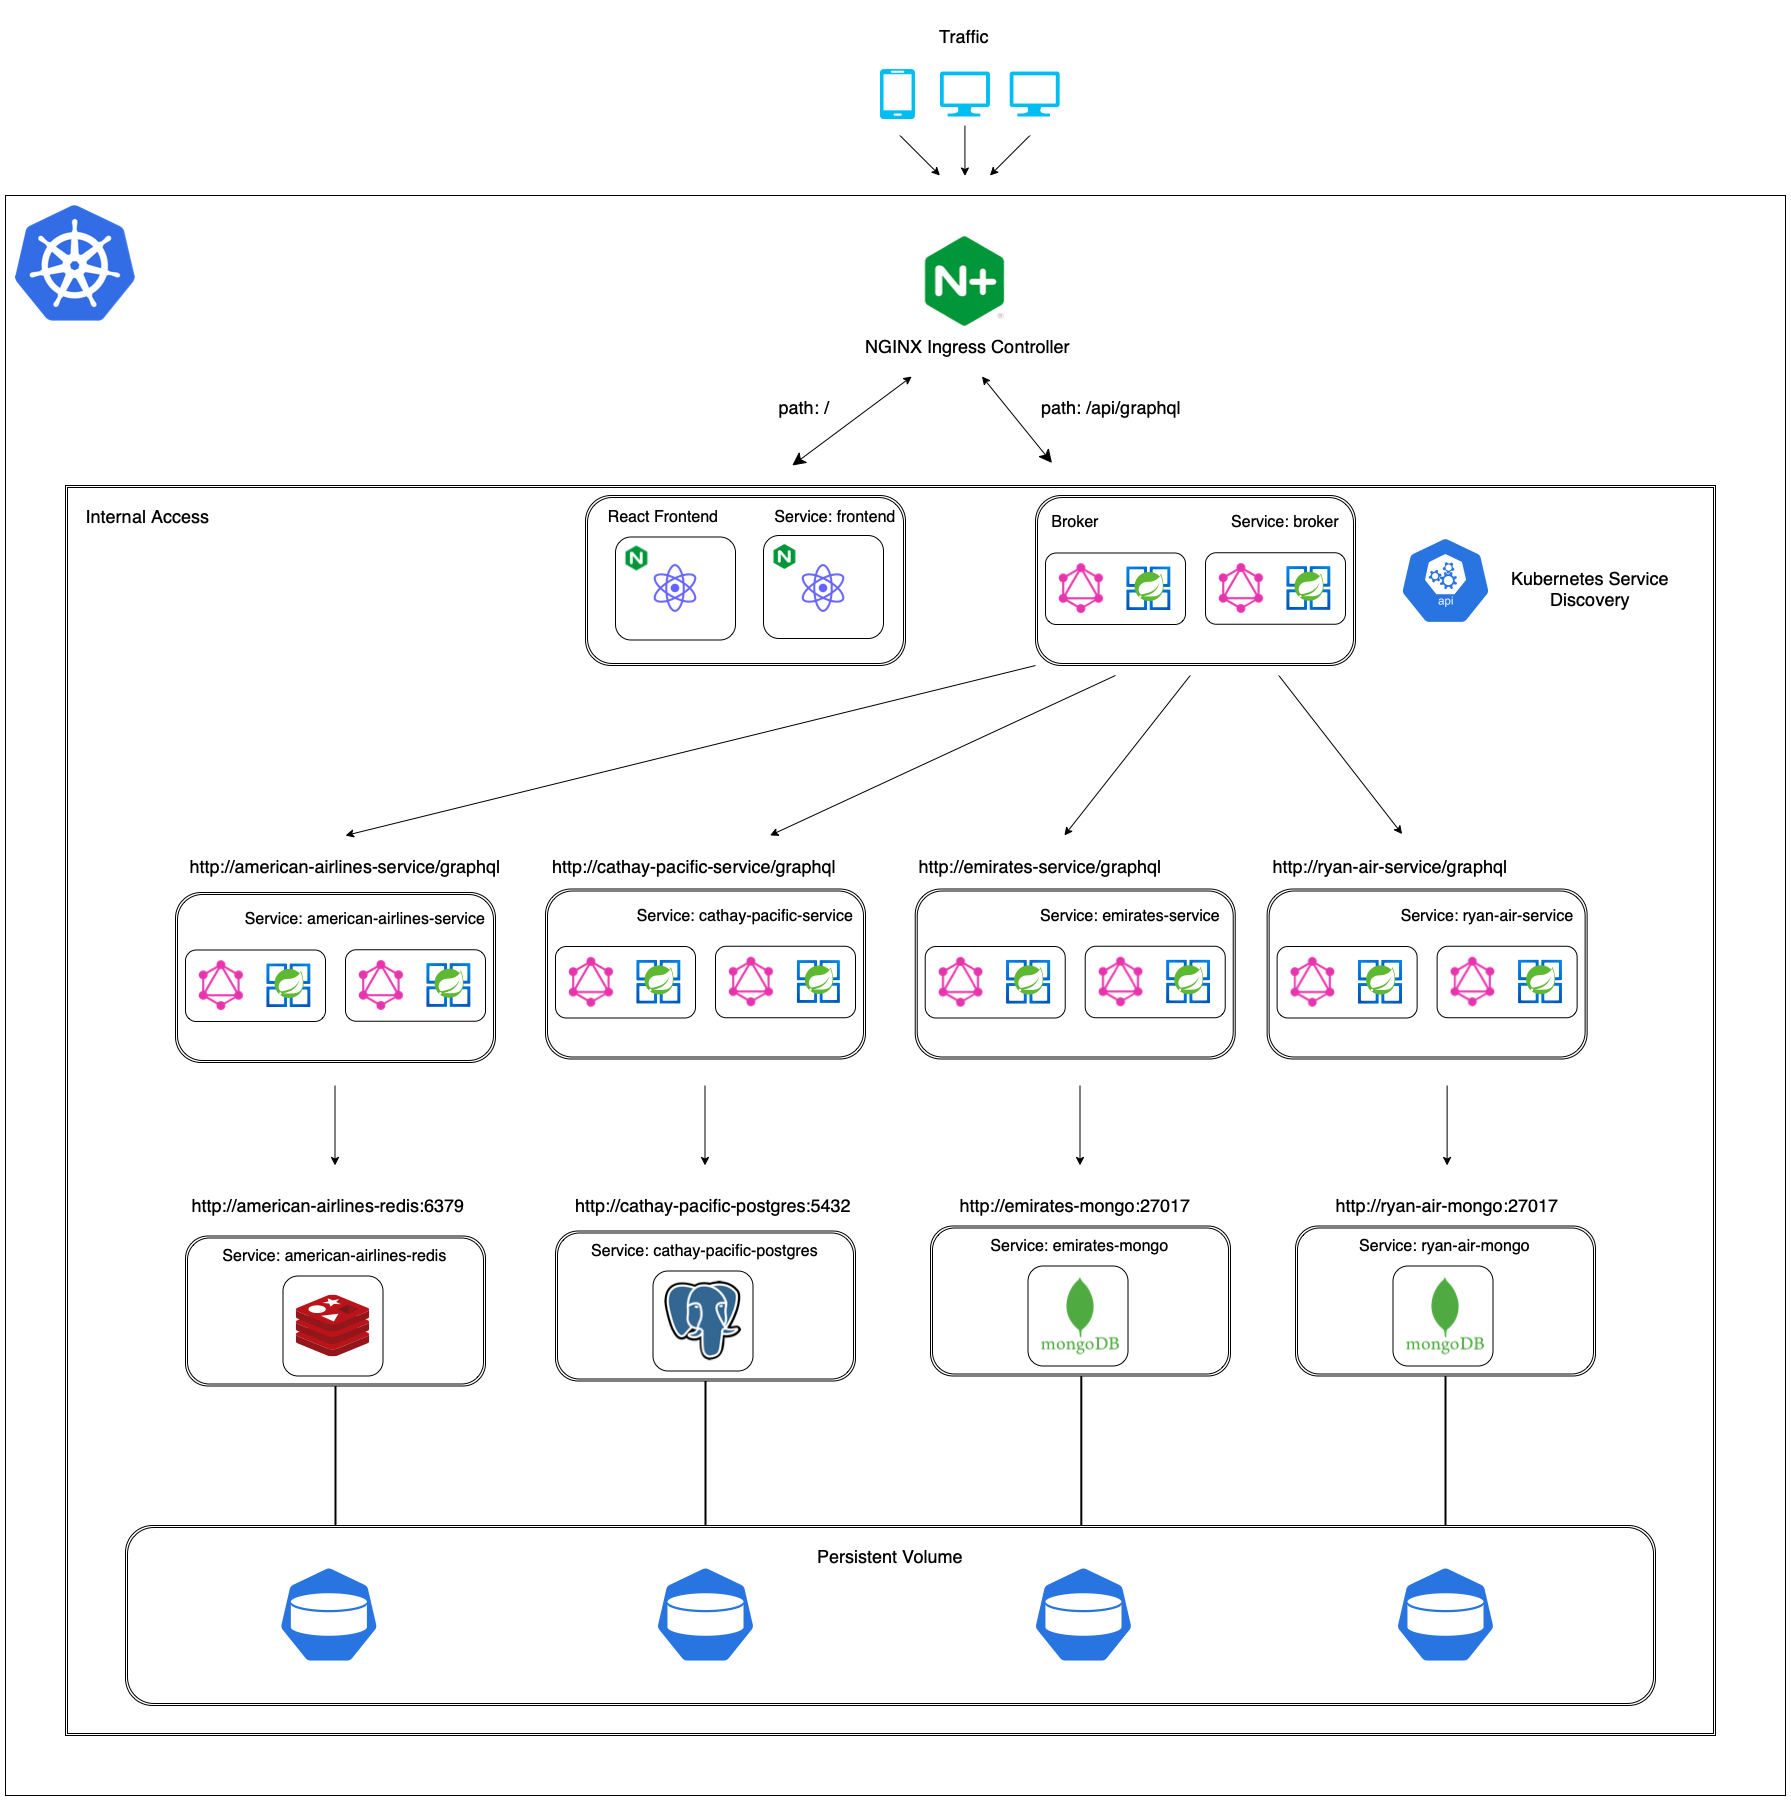 Traffic
N+
NGINX Ingress Controller
path: /
path: /api/graphql
Internal Access
React Frontend
Service: frontend
N
N
Broker
Service: broker
api
Kubernetes Service
Discovery
http://american-airlines-service/graphql
http://cathay-pacific-service/graphql
http://emirates-service/graphql
http://ryan-air-service/graphql
Service: american-airlines-service
Service: cathay-pacific-service
Service: emirates-service
Service: ryan-air-service
http://american-airlines-redis:6379
http://cathay-pacific-postgres:5432
http://emirates-mongo:27017
http://ryan-air-mongo:27017
Service: american-airlines-redis
Service: cathay-pacific-postgres
Service: emirates-mongo
Service: ryan-air-mongo
mongoDB
mongoDB
Persistent Volume